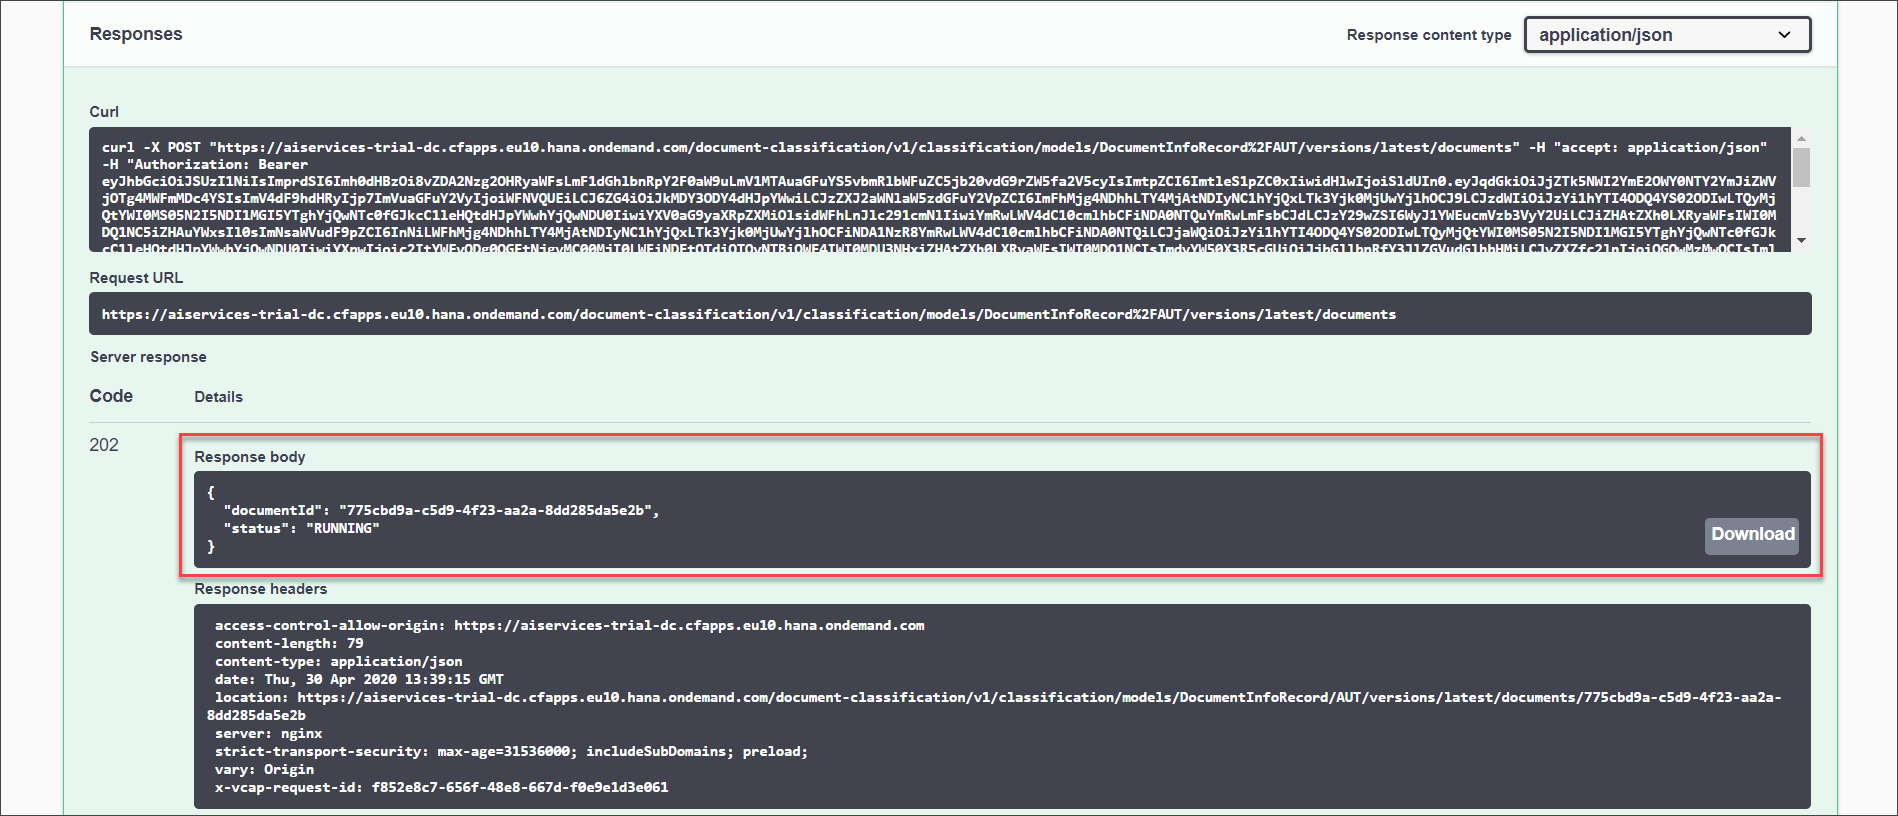 Responses
Response content type
application/json
Curl
curl -X POST "https://aiservices-trial-dc.cfapps.eu10.hana.ondemand.com/document-classification/v1/classification/models/DocumentInfoRecord%2FAUT/versions/latest/documents" -H "accept: application/json"
-H "Authorization: Bearer
Request URL
https://aiservices-trial-dc.cfapps.eu10.hana.ondemand.com/document-classification/v1/classification/models/DocumentInfoRecord%2FAUT/versions/latest/documents
Server response
Code Details
202
Response body
{
"documentId": "775cbd9a-c5d9-4f23-aa2a-8dd285da5e2b",
"status": "RUNNING"
}
Download
Response headers
access-control-allow-origin: https://aiservices-trial-dc.cfapps.eu10.hana.ondemand.com
content-length: 79
content-type: application/json
date: Thu, 30 Apr 2020 13:39:15 GMT
location: https://aiservices-trial-dc.cfapps.eu10.hana.ondemand.com/document-classification/v1/classification/models/DocumentInfoRecord/AUT/versions/latest/documents/775cbd9a-c5d9-4f23-aa2a-
8dd285da5e2b
server: nginx
strict-transport-security: max-age=31536000; includeSubDomains; preload;
vary: Origin
x-vcap-request-id: f852e8c7-656f-48e8-667d-f0e9e1d3e061